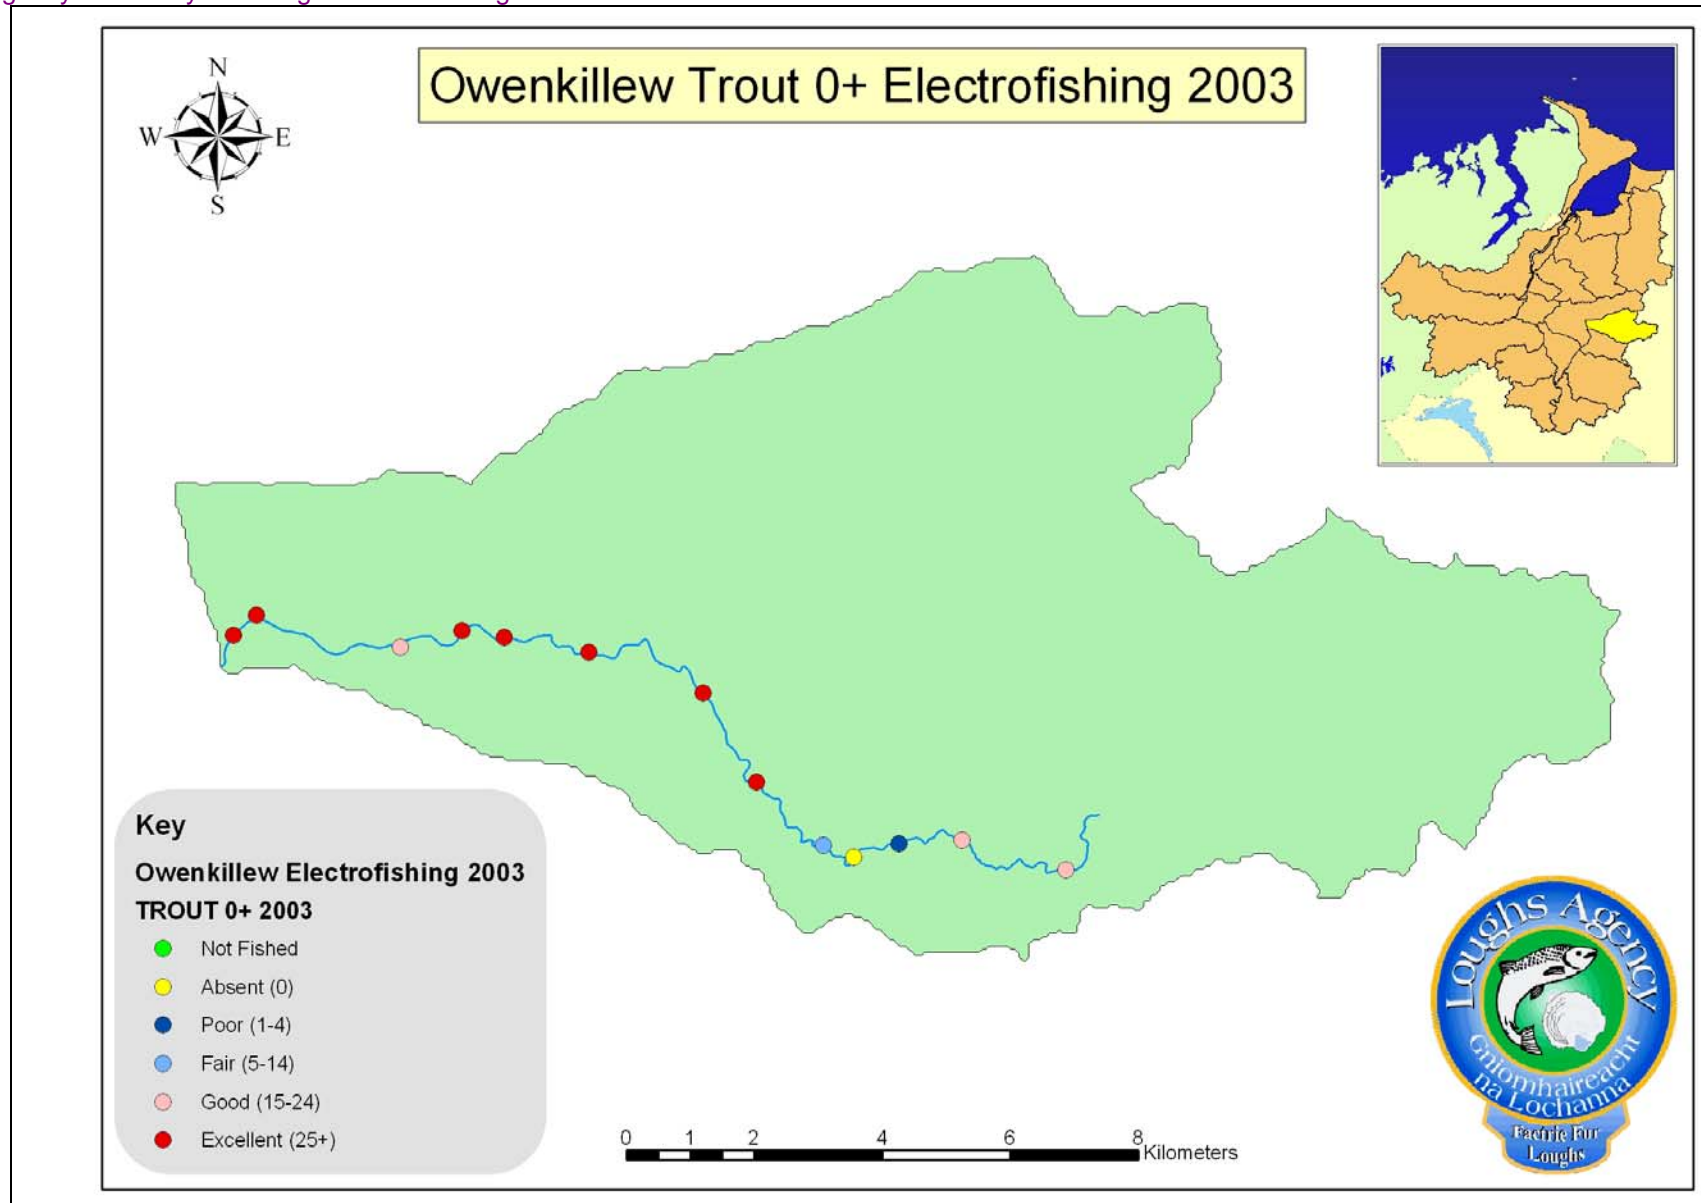 Owenkillew Trout 0+ Electrofishing 2003
N
W E
S
Key
Owenkillew Electrofishing 2003
TROUT 0+ 2003
Not Fished
Absent (0)
Poor (1-4)
Fair (5-14)
Good (15-24)
Excellent (25+)
0 1 2 4 6 8
Kilometers
Loughs Agency
Gníomhaireacht
na Lochanna
Factrie Fur
Loughs